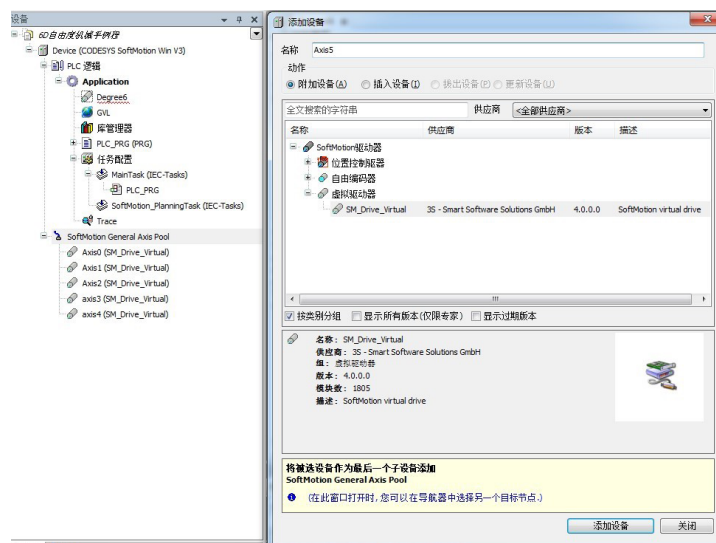 设备
6D自由度机械手例程
Device (CODESYS SoftMotion Win V3)
PLC 逻辑
Application
Degree6
GVL
库管理器
PLC_PRG (PRG)
任务配置
MainTask (IEC-Tasks)
PLC_PRG
SoftMotion_PlanningTask (IEC-Tasks)
Trace
SoftMotion General Axis Pool
Axis0 (SM_Drive_Virtual)
Axis1 (SM_Drive_Virtual)
Axis2 (SM_Drive_Virtual)
axis3 (SM_Drive_Virtual)
axis4 (SM_Drive_Virtual)
添加设备
名称 Axis5
动作
附加设备(A) 插入设备(I) 拔出设备(P) 更新设备(U)
全文搜索的字符串 供应商 <全部供应商>
名称 供应商 版本 描述
SoftMotion驱动器
位置控制驱器
自由编码器
虚拟驱动器
SM_Drive_Virtual 3S - Smart Software Solutions GmbH 4.0.0.0 SoftMotion virtual drive
按类别分组 显示所有版本(仅限专家) 显示过期版本
名称: SM_Drive_Virtual
供应商: 3S - Smart Software Solutions GmbH
组: 虚拟驱动器
版本: 4.0.0.0
模块数: 1805
描述: SoftMotion virtual drive
将被选设备作为最后一个子设备添加
SoftMotion General Axis Pool
(在此窗口打开时,您可以在导航器中选择另一个目标节点.)
添加设备 关闭